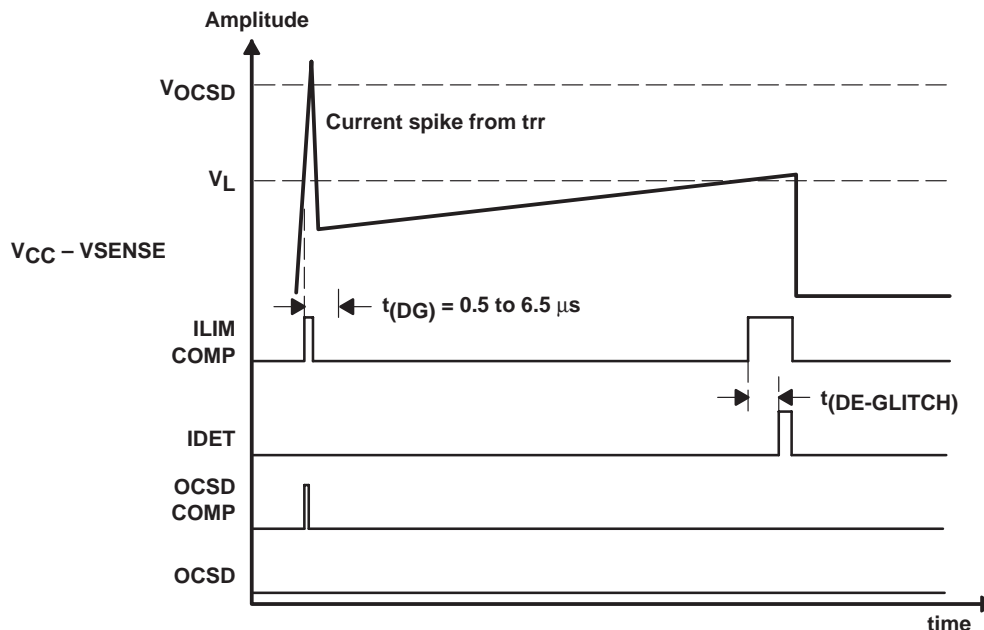 Amplitude
VOCSD
Current spike from trr
VL
VCC – VSENSE
t(DG) = 0.5 to 6.5 μs
ILIM
COMP
t(DE-GLITCH)
IDET
OCSD
COMP
OCSD
time